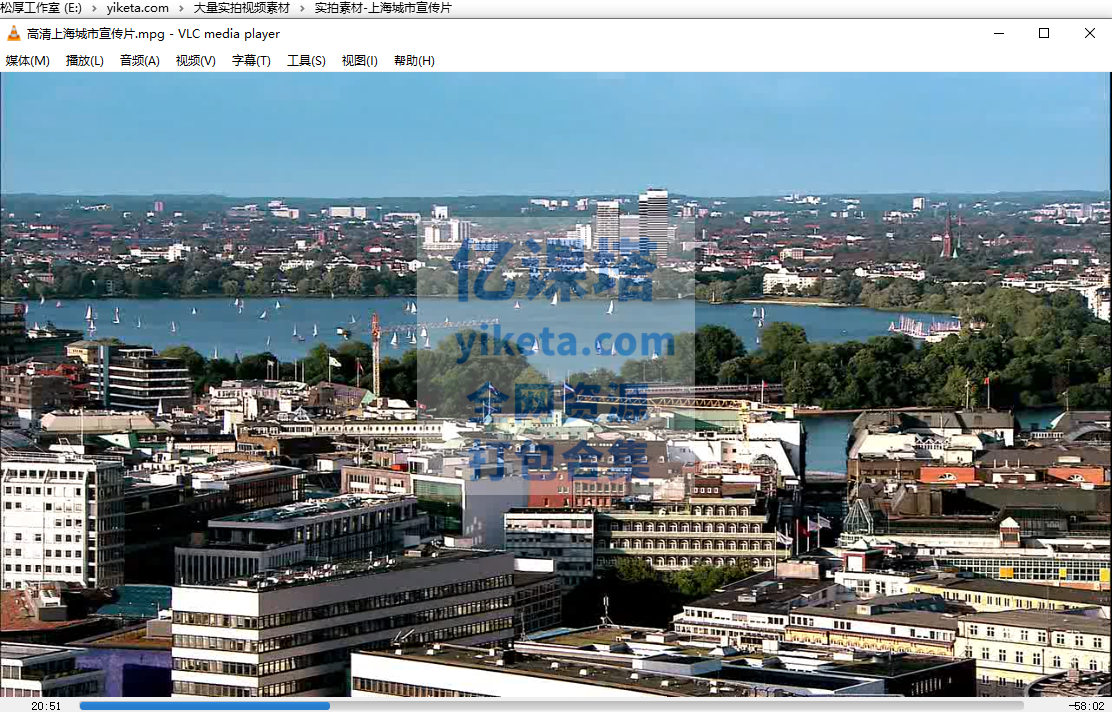 松厚工作室 (E:) › yiketa.com › 大量实拍视频素材 › 实拍素材-上海城市宣传片
高清上海城市宣传片.mpg - VLC media player
媒体(M) 播放(L) 音频(A) 视频(V) 字幕(T) 工具(S) 视图(I) 帮助(H)
亿课塔
yiketa.com
全网资源
打包合集
20:51 -58:02